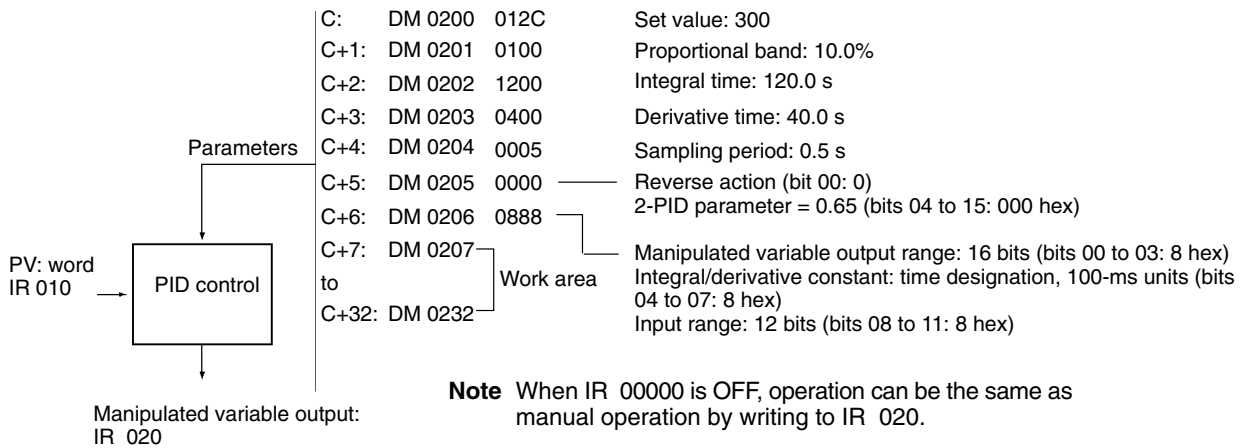 C: DM 0200 012C Set value: 300
C+1: DM 0201 0100 Proportional band: 10.0%
C+2: DM 0202 1200 Integral time: 120.0 s
C+3: DM 0203 0400 Derivative time: 40.0 s
Parameters C+4: DM 0204 0005 Sampling period: 0.5 s
C+5: DM 0205 0000 Reverse action (bit 00: 0)
2-PID parameter = 0.65 (bits 04 to 15: 000 hex)
C+6: DM 0206 0888
C+7: DM 0207 Manipulated variable output range: 16 bits (bits 00 to 03: 8 hex)
PV: word
IR 010
PID control
to Work area Integral/derivative constant: time designation, 100-ms units (bits
04 to 07: 8 hex)
C+32: DM 0232 Input range: 12 bits (bits 08 to 11: 8 hex)
Note When IR 00000 is OFF, operation can be the same as
manual operation by writing to IR 020.
Manipulated variable output:
IR 020